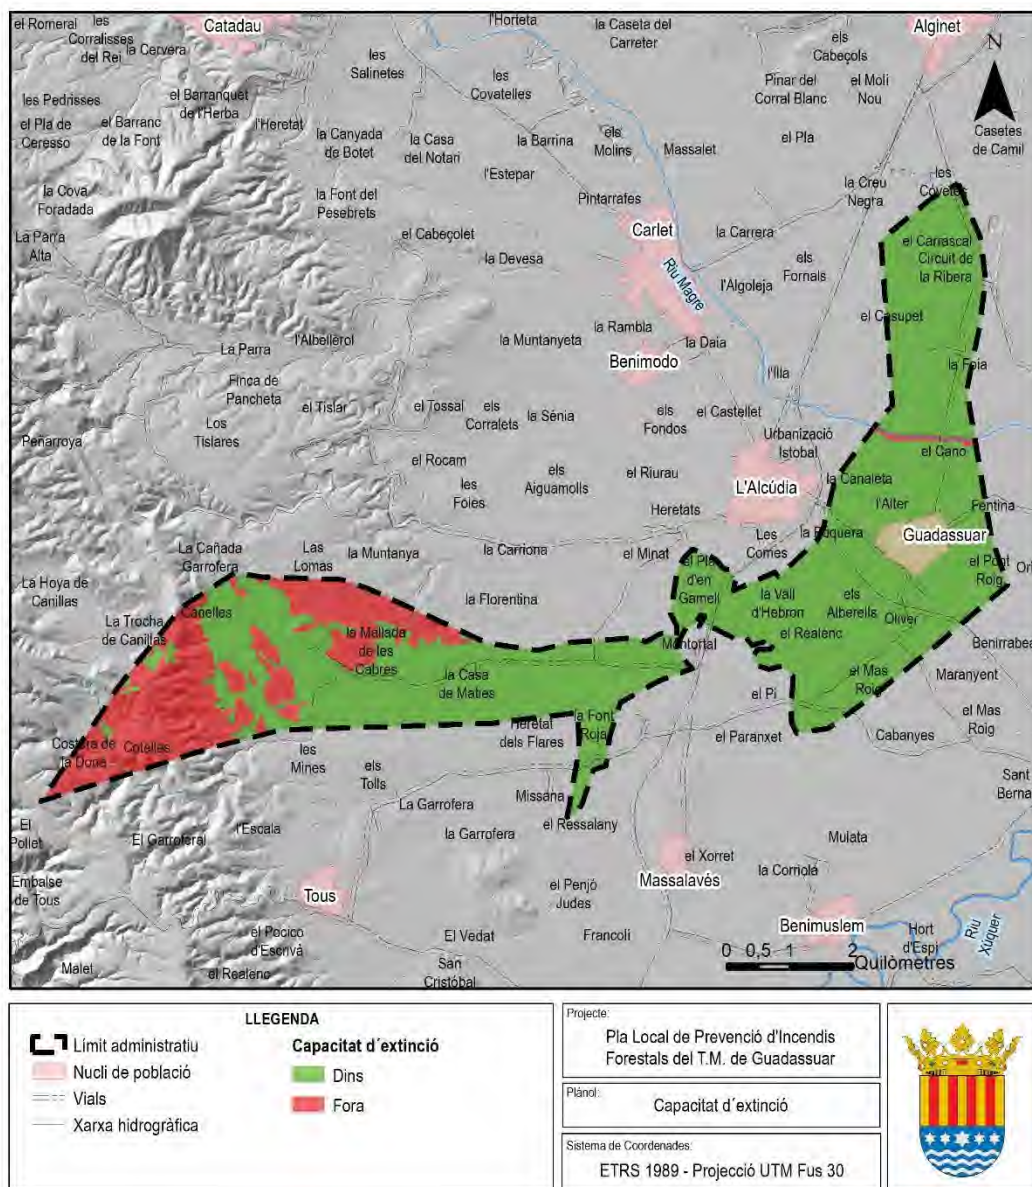 el Romeral
les
Corralisses
del Rei
la Cervera
Catadau
l'Horteta
la Caseta del
Carreter
els
Cabeçols
Alginet
N
les
Salinetes
les
Covatelles
Pinar del
Corral Blanc
el Moli
Nou
les Pedrisses
el Barranquet
de l'Herba
el Pla de
Ceresso
el Barranc
de la Font
l'Heretat
la Canyada
de Botet
la Casa
del Notari
la Barrina
els
Molins
Massalet
el Pla
Casetes
de Camil
l'Estepar
la Cova
Foradada
la Font del
Pesebrets
Pintarrafes
la Creu
Negra
les
Covetes
La Parra
Alta
el Cabeçolet
Carlet
la Carrera
el Carrascal
Circuit de
la Ribera
la Devesa
Riu Magre
els
Fornals
l'Algoleja
el Casupet
la Rambla
l'Albellerol
la Muntanyeta
la Daia
La Parra
Benimodo
la Foia
l'Illa
Finca de
Pancheta
el Tislar
el Tossal
els
Corralets
la Sénia
els
Fondos
el Castellet
Los
Tislares
Peñarroya
Urbanizació
Istobal
el Cano
el Rocam
els
Aiguamolls
el Riurau
la Canaleta
les
Foies
L'Alcúdia
l'Alter
Fentina
Heretats
la Roquera
Guadassuar
La Cañada
Garrofera
Las
Lomas
la Muntanya
la Carriona
el Minat
Les
Comes
el Pla
d'en
Gamell
el Pont
Roig
La Hoya de
Canillas
la Florentina
la Vall
d'Hebron
els
Alberells
Canelles
La Trocha
de Canillas
la Mallada
de les
Cabres
el Realenc
Oliver
Montortal
Benirrabea
la Casa
de Maties
el Mas
Roig
Maranyent
el Pi
Costera de
la Dona
Cotelles
Heretat
dels Flares
la Font
Roja
el Paranxet
Cabanyes
el Mas
Roig
les
Mines
els
Tolls
Missana
Sant
Berna
La Garrofera
El
Pollet
El Garroferal
l'Escala
la Garrofera
el Ressalany
Mulata
el Xorret
Massalavés
la Corriola
Embalse
de Tous
Tous
el Penjó
Judes
Benimuslem
el Pecico
d'Escrivà
El Vedat
Francolí
Hort
d'Espi
Riu
Xúquer
Malet
el Realenc
San
Cristóbal
0 0,5 1 2
Quilòmetres
LLEGENDA
Límit administratiu
Nucli de població
Vials
Xarxa hidrogràfica
Capacitat d´extinció
Dins
Fora
Projecte:
Pla Local de Prevenció d'Incendis
Forestals del T.M. de Guadassuar
Plànol:
Capacitat d´extinció
Sistema de Coordenades:
ETRS 1989 - Projecció UTM Fus 30